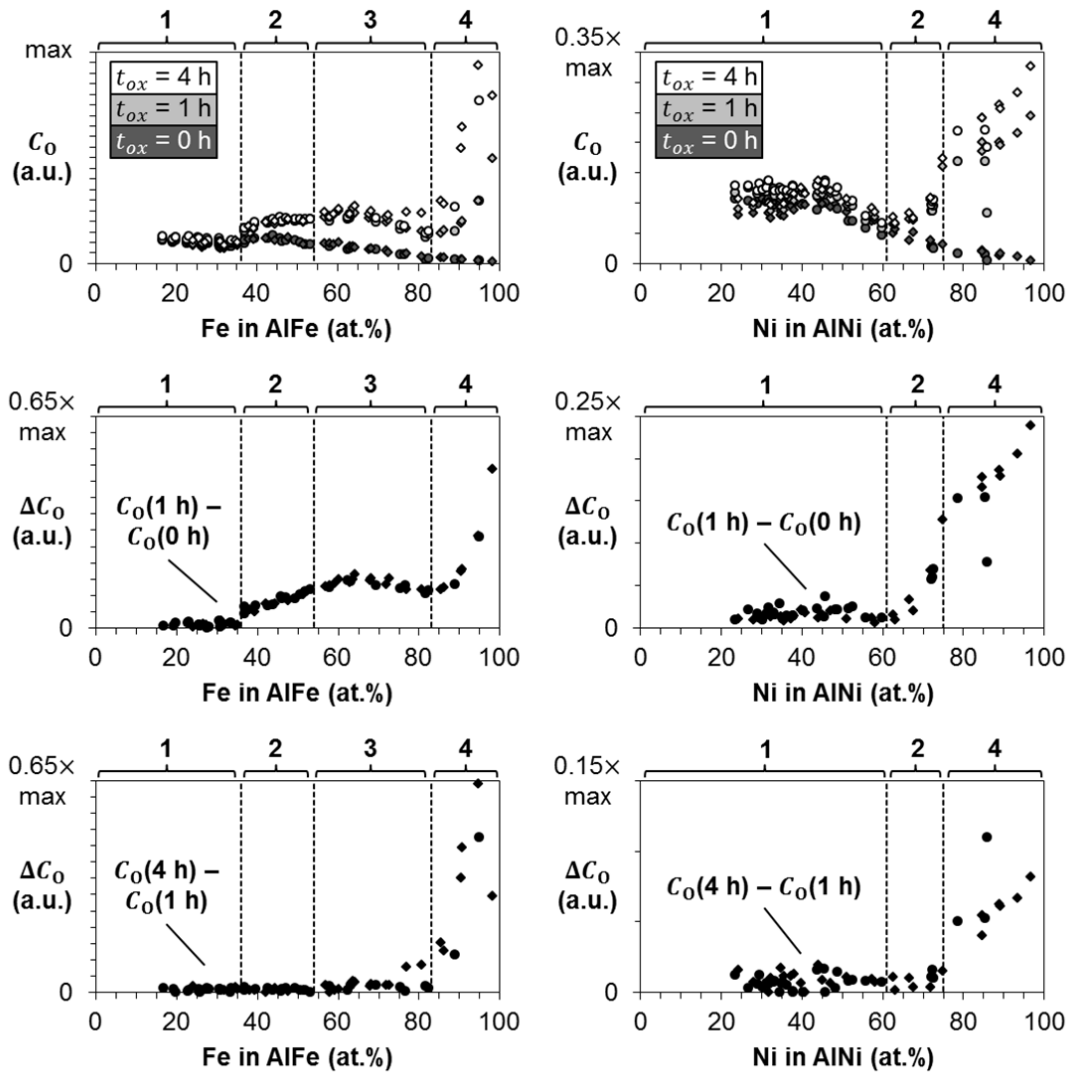 1 2 3 4
max
t_ox = 4 h
t_ox = 1 h
t_ox = 0 h
C_O
(a.u.)
0
0 20 40 60 80 100
Fe in AlFe (at.%)
1 2 4
0.35×
max
t_ox = 4 h
t_ox = 1 h
t_ox = 0 h
C_O
(a.u.)
0
0 20 40 60 80 100
Ni in AlNi (at.%)
1 2 3 4
0.65×
max
ΔC_O
(a.u.)
C_O(1 h) –
C_O(0 h)
0
0 20 40 60 80 100
Fe in AlFe (at.%)
1 2 4
0.25×
max
ΔC_O
(a.u.)
C_O(1 h) – C_O(0 h)
0
0 20 40 60 80 100
Ni in AlNi (at.%)
1 2 3 4
0.65×
max
ΔC_O
(a.u.)
C_O(4 h) –
C_O(1 h)
0
0 20 40 60 80 100
Fe in AlFe (at.%)
1 2 4
0.15×
max
ΔC_O
(a.u.)
C_O(4 h) – C_O(1 h)
0
0 20 40 60 80 100
Ni in AlNi (at.%)